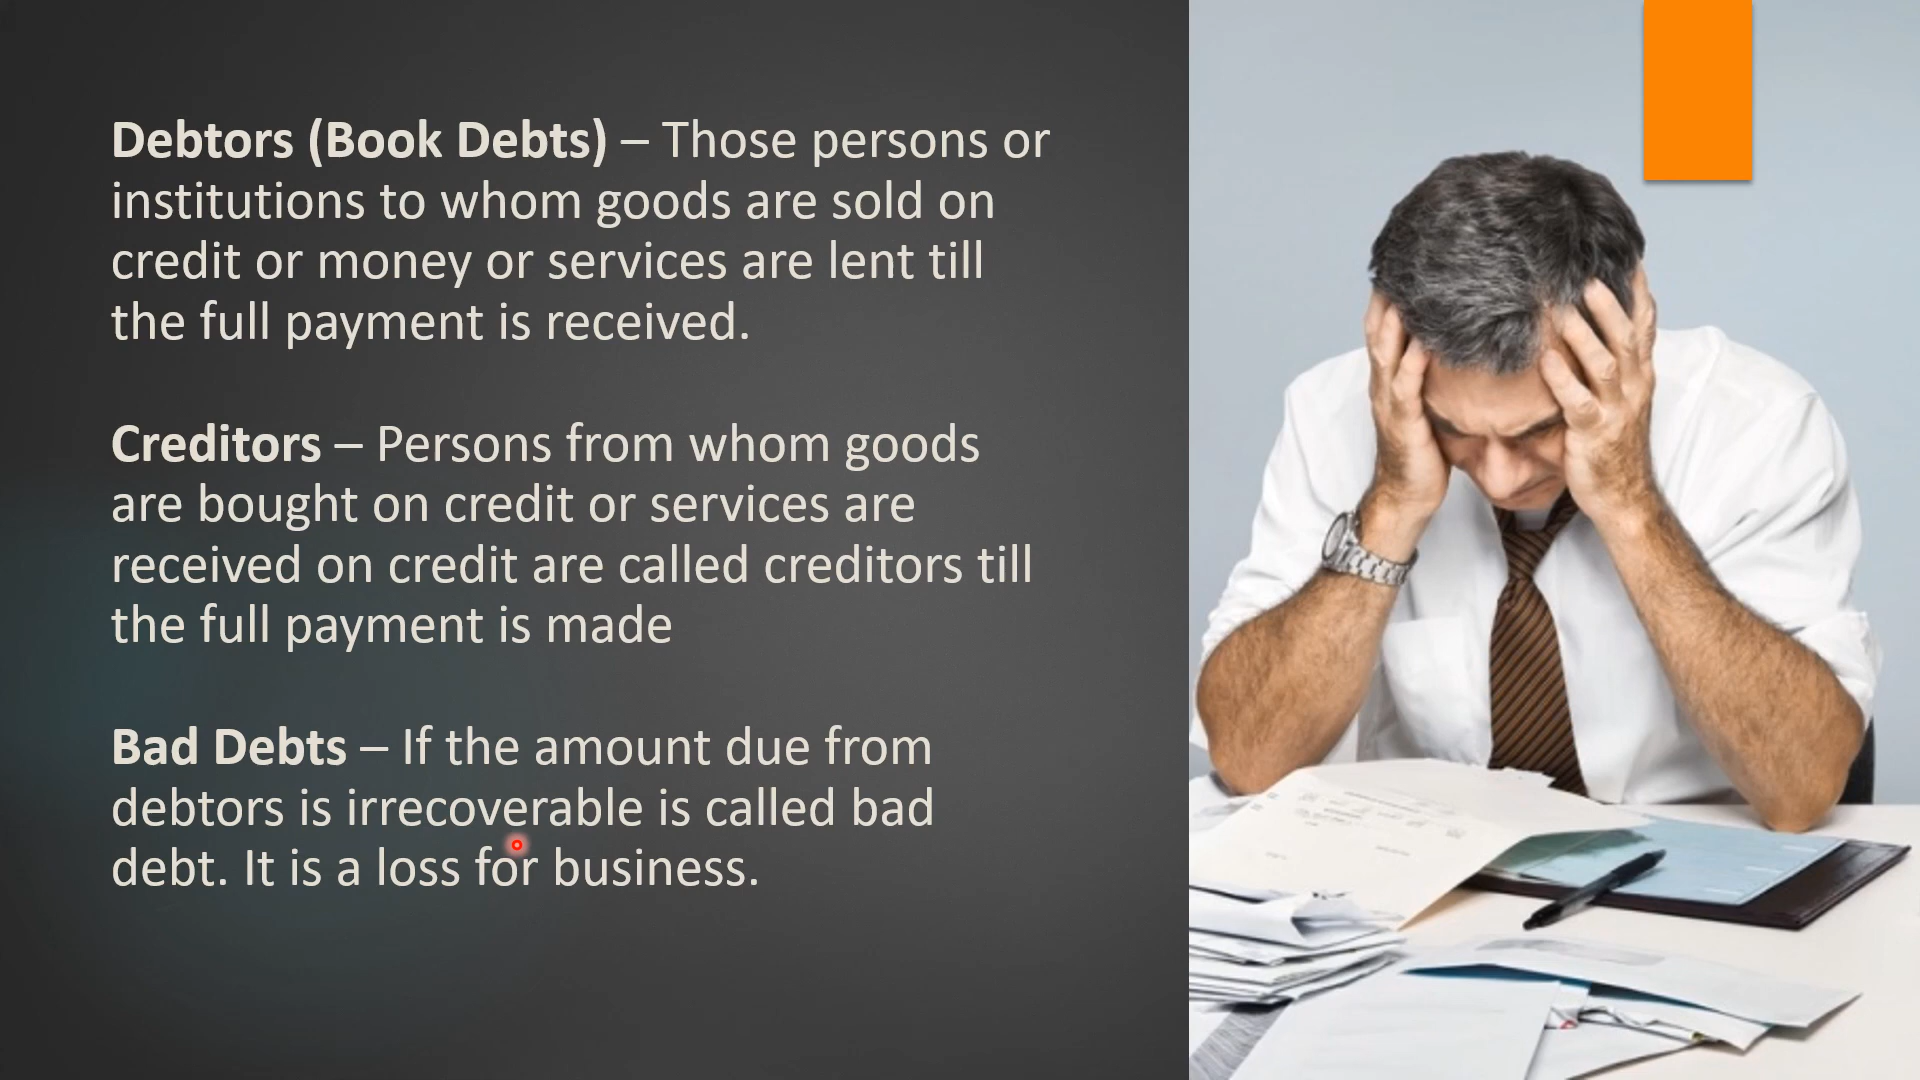 Debtors (Book Debts) – Those persons or
institutions to whom goods are sold on
credit or money or services are lent till
the full payment is received.
Creditors – Persons from whom goods
are bought on credit or services are
received on credit are called creditors till
the full payment is made
Bad Debts – If the amount due from
debtors is irrecoverable is called bad
debt. It is a loss for business.